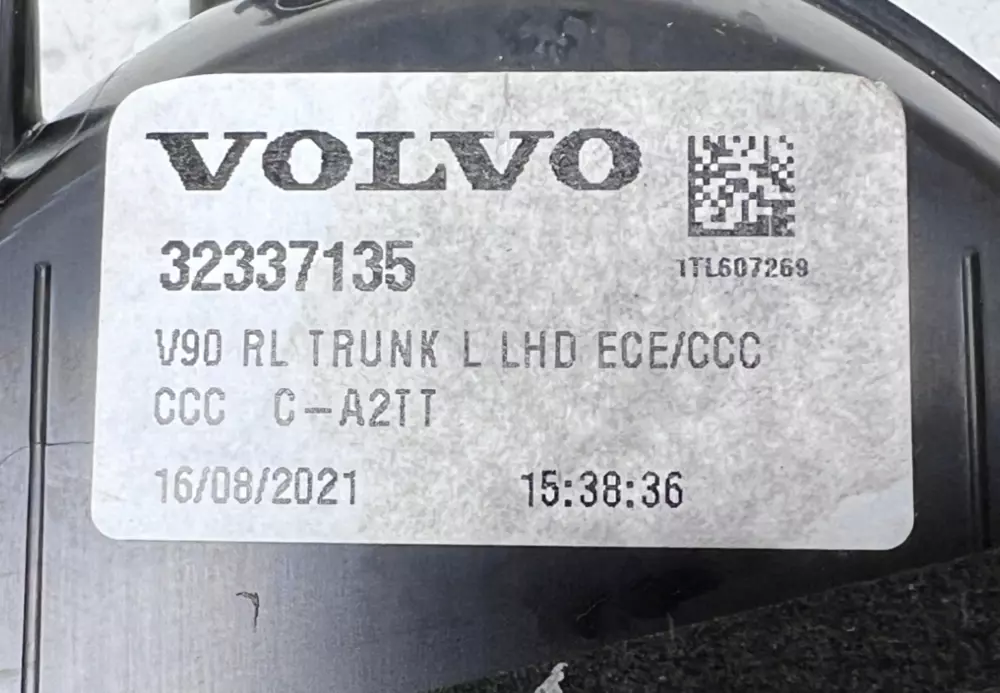 VOLVO
32337135
1TL607269
V90 RL TRUNK L LHD ECE/CCC
CCC C-A2TT
16/08/2021 15:38:36